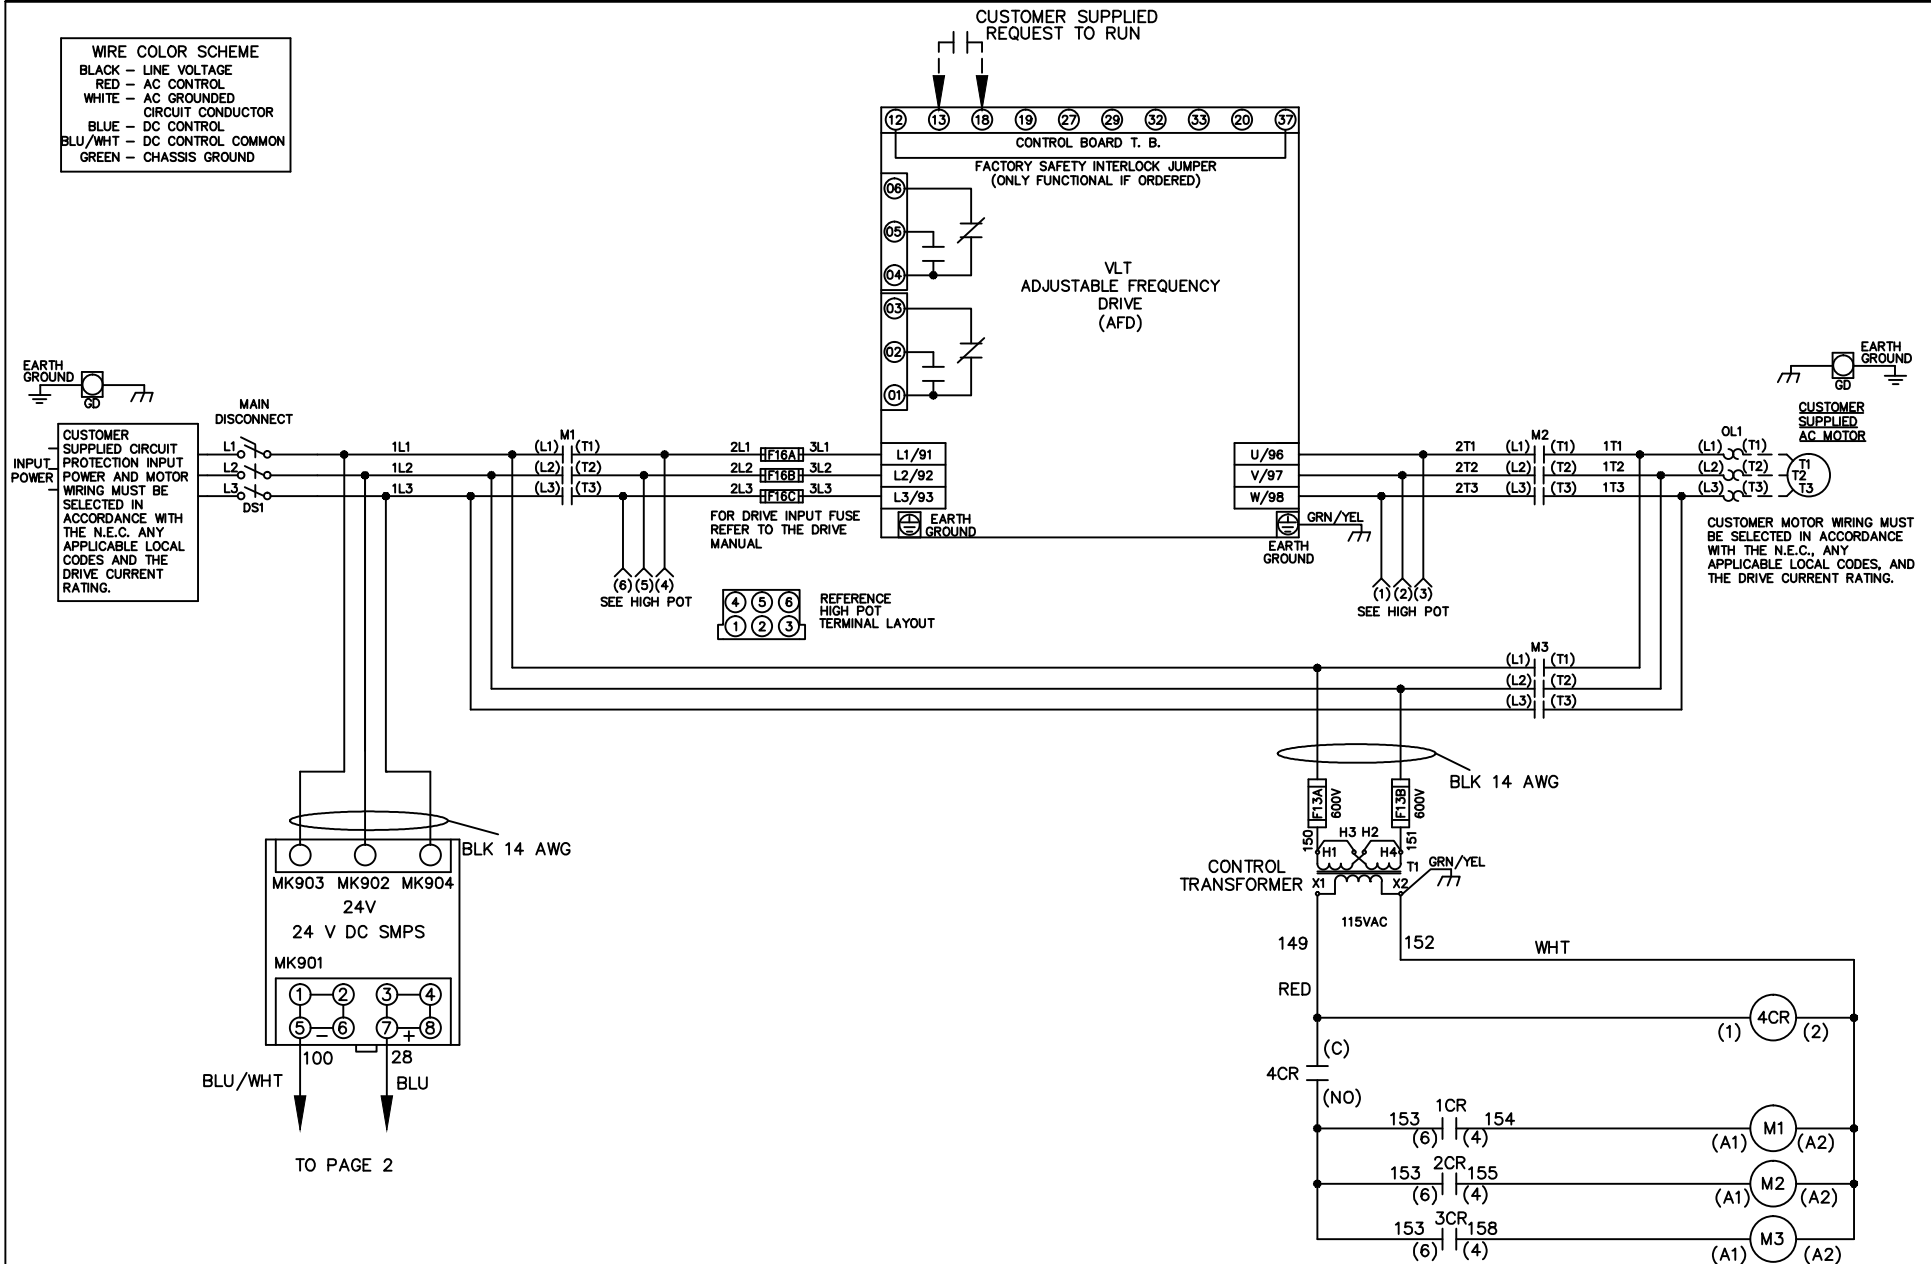 CUSTOMER SUPPLIED
REQUEST TO RUN
WIRE COLOR SCHEME
BLACK – LINE VOLTAGE
RED – AC CONTROL
WHITE – AC GROUNDED
CIRCUIT CONDUCTOR
BLUE – DC CONTROL
BLU/WHT – DC CONTROL COMMON
GREEN – CHASSIS GROUND
12 13 18 19 27 29 32 33 20 37
CONTROL BOARD T. B.
FACTORY SAFETY INTERLOCK JUMPER
(ONLY FUNCTIONAL IF ORDERED)
06
05
04
03
02
01
VLT
ADJUSTABLE FREQUENCY
DRIVE
(AFD)
EARTH
GROUND
GD
MAIN
DISCONNECT
INPUT
POWER
CUSTOMER
SUPPLIED CIRCUIT
PROTECTION INPUT
POWER AND MOTOR
WIRING MUST BE
SELECTED IN
ACCORDANCE WITH
THE N.E.C. ANY
APPLICABLE LOCAL
CODES AND THE
DRIVE CURRENT
RATING.
L1
L2
L3
DS1
1L1
1L2
1L3
M1
(L1) (T1)
(L2) (T2)
(L3) (T3)
2L1 F16A 3L1
2L2 F16B 3L2
2L3 F16C 3L3
L1/91
L2/92
L3/93
EARTH
GROUND
FOR DRIVE INPUT FUSE
REFER TO THE DRIVE
MANUAL
(6) (5) (4)
SEE HIGH POT
4 5 6
1 2 3
REFERENCE
HIGH POT
TERMINAL LAYOUT
U/96
V/97
W/98
GRN/YEL
EARTH
GROUND
2T1
2T2
2T3
M2
(L1) (T1)
(L2) (T2)
(L3) (T3)
1T1
1T2
1T3
(1) (2) (3)
SEE HIGH POT
EARTH
GROUND
GD
CUSTOMER
SUPPLIED
AC MOTOR
OL1
(L1) (T1)
(L2) (T2)
(L3) (T3)
T1
T2
T3
CUSTOMER MOTOR WIRING MUST
BE SELECTED IN ACCORDANCE
WITH THE N.E.C., ANY
APPLICABLE LOCAL CODES, AND
THE DRIVE CURRENT RATING.
M3
(L1) (T1)
(L2) (T2)
(L3) (T3)
BLK 14 AWG
F13A
600V
F13B
600V
150
151
H3 H2
H1
H4
T1
GRN/YEL
CONTROL
TRANSFORMER
X1
X2
115VAC
149
152
WHT
RED
BLK 14 AWG
MK903 MK902 MK904
24V
24 V DC SMPS
MK901
1 2 3 4
5 – 6 7 + 8
100
28
BLU/WHT
BLU
TO PAGE 2
(1) 4CR (2)
(C)
4CR
(NO)
1CR
153 154
(6) (4)
(A1) M1 (A2)
2CR
153 155
(6) (4)
(A1) M2 (A2)
3CR
153 158
(6) (4)
(A1) M3 (A2)